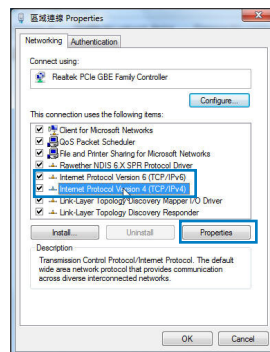 區域連線 Properties
Networking Authentication
Connect using:
Realtek PCIe GBE Family Controller
Configure...
This connection uses the following items:
Client for Microsoft Networks
QoS Packet Scheduler
File and Printer Sharing for Microsoft Networks
Rawether NDIS 6.X SPR Protocol Driver
Internet Protocol Version 6 (TCP/IPv6)
Internet Protocol Version 4 (TCP/IPv4)
Link-Layer Topology Discovery Mapper I/O Driver
Link-Layer Topology Discovery Responder
Install... Uninstall Properties
Description
Transmission Control Protocol/Internet Protocol. The default
wide area network protocol that provides communication
across diverse interconnected networks.
OK Cancel